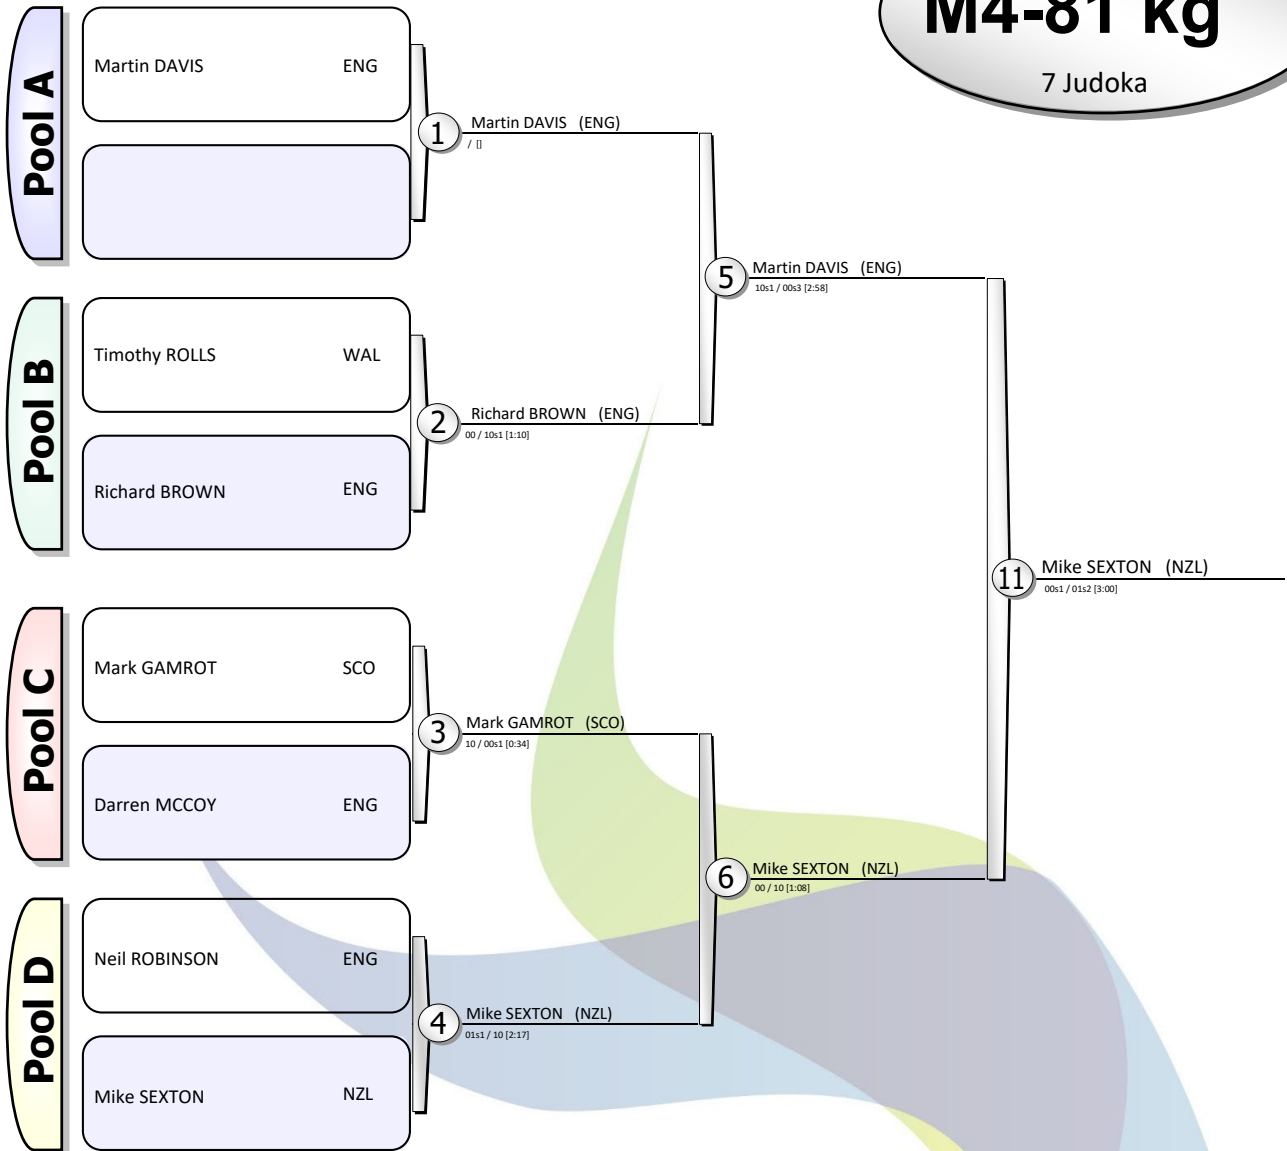 M4-81 kg
7 Judoka
Pool A
Martin DAVIS ENG
1
Martin DAVIS (ENG)
/ []
5
Martin DAVIS (ENG)
10s1 / 00s3 [2:58]
Pool B
Timothy ROLLS WAL
2
Richard BROWN (ENG)
00 / 10s1 [1:10]
Richard BROWN ENG
11
Mike SEXTON (NZL)
00s1 / 01s2 [3:00]
Pool C
Mark GAMROT SCO
3
Mark GAMROT (SCO)
10 / 00s1 [0:34]
Darren MCCOY ENG
6
Mike SEXTON (NZL)
00 / 10 [1:08]
Pool D
Neil ROBINSON ENG
4
Mike SEXTON (NZL)
01s1 / 10 [2:17]
Mike SEXTON NZL